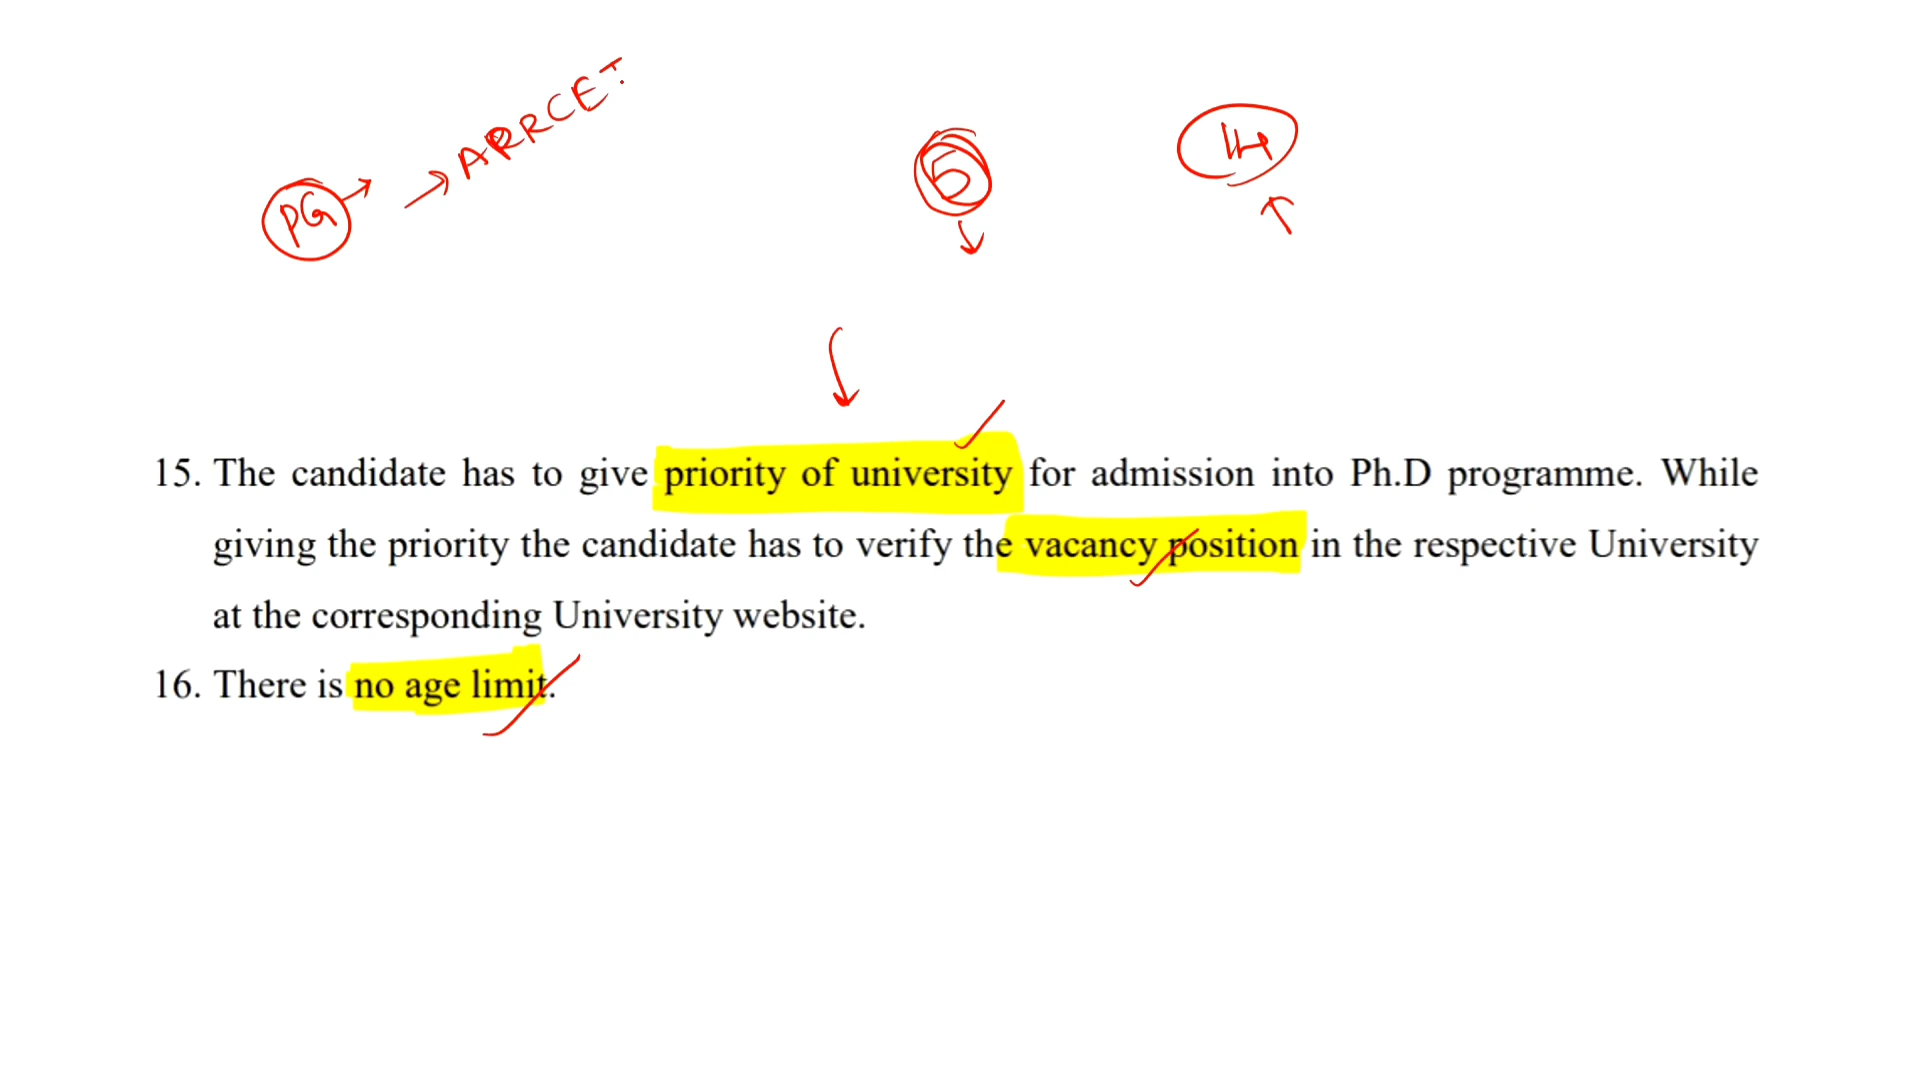 PG → ARRCET
5
14
15. The candidate has to give priority of university for admission into Ph.D programme. While
giving the priority the candidate has to verify the vacancy position in the respective University
at the corresponding University website.
16. There is no age limit.